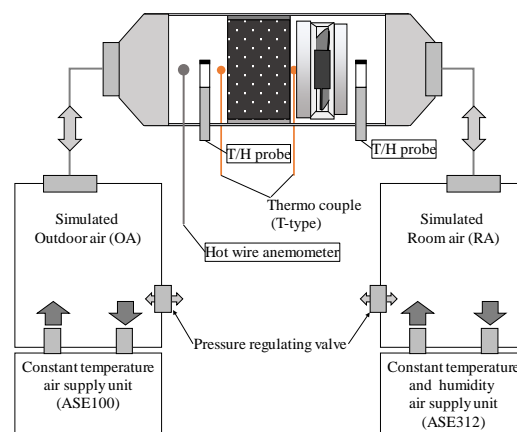 T/H probe
T/H probe
Thermo couple
(T-type)
Simulated
Outdoor air (OA)
Simulated
Room air (RA)
Hot wire anemometer
Pressure regulating valve
Constant temperature
air supply unit
(ASE100)
Constant temperature
and humidity
air supply unit
(ASE312)